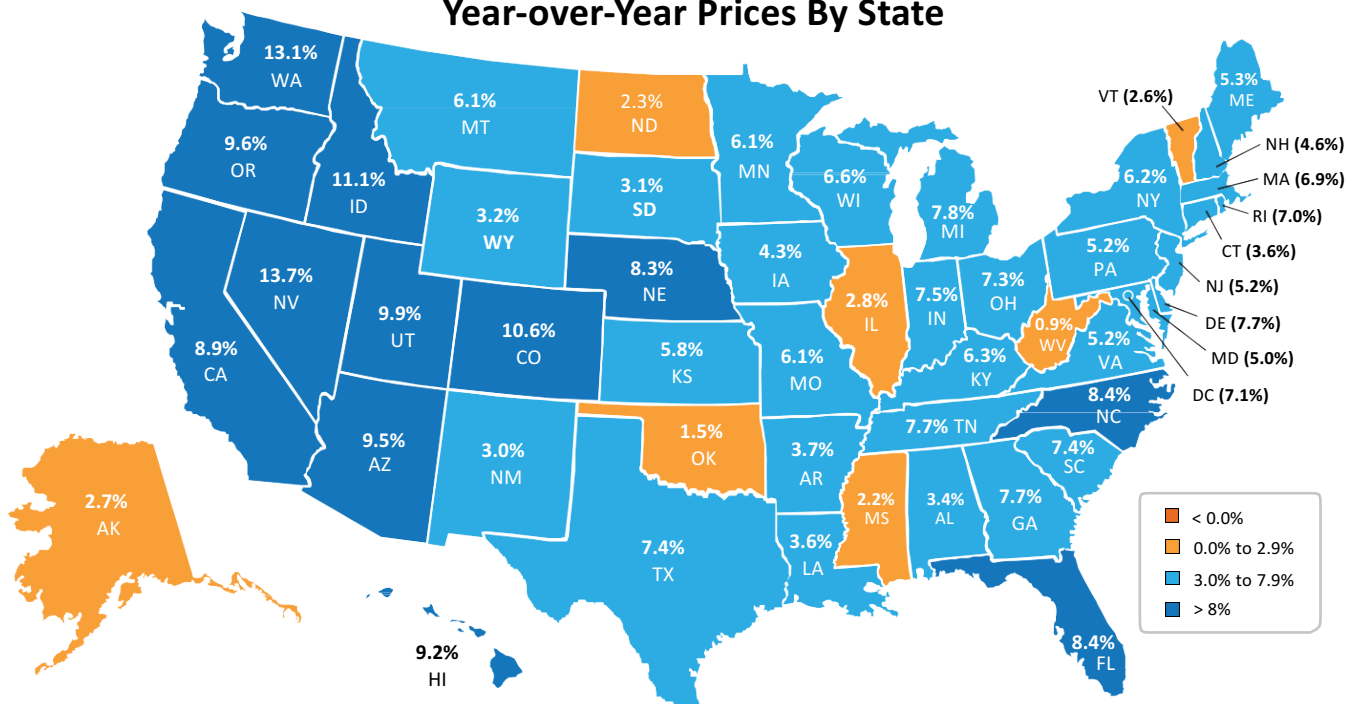 Year-over-Year Prices By State
13.1%
WA
9.6%
OR
11.1%
ID
6.1%
MT
2.3%
ND
6.1%
MN
3.1%
SD
3.2%
WY
6.6%
WI
7.8%
MI
5.3%
ME
VT (2.6%)
NH (4.6%)
MA (6.9%)
RI (7.0%)
CT (3.6%)
NJ (5.2%)
DE (7.7%)
MD (5.0%)
DC (7.1%)
6.2%
NY
5.2%
PA
8.9%
CA
13.7%
NV
9.9%
UT
10.6%
CO
8.3%
NE
4.3%
IA
2.8%
IL
7.5%
IN
7.3%
OH
0.9%
WV
5.2%
VA
5.8%
KS
6.1%
MO
6.3%
KY
8.4%
NC
7.7% TN
7.4%
SC
9.5%
AZ
3.0%
NM
1.5%
OK
3.7%
AR
2.2%
MS
3.4%
AL
7.7%
GA
7.4%
TX
3.6%
LA
8.4%
FL
2.7%
AK
9.2%
HI
< 0.0%
0.0% to 2.9%
3.0% to 7.9%
> 8%